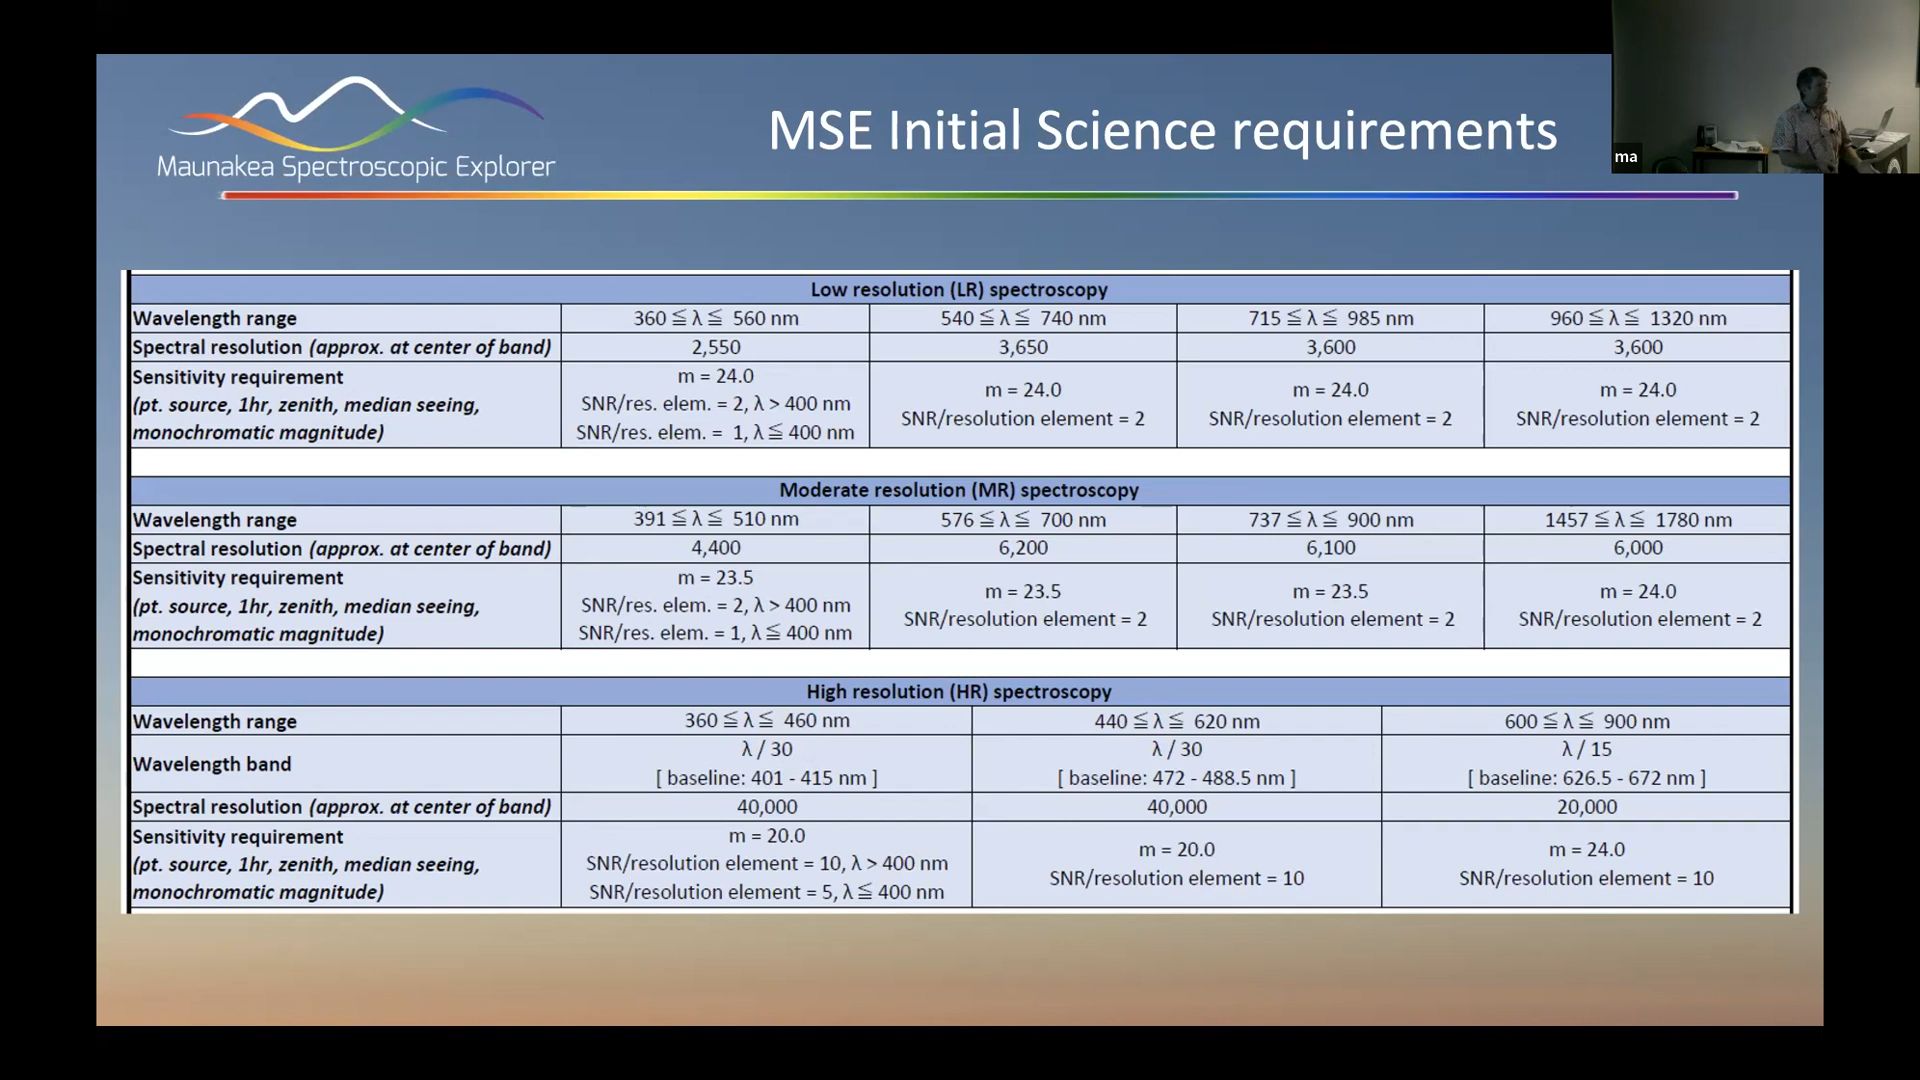 Maunakea Spectroscopic Explorer
MSE Initial Science requirements
ma
Low resolution (LR) spectroscopy
Wavelength range 360 ≦ λ ≦ 560 nm 540 ≦ λ ≦ 740 nm 715 ≦ λ ≦ 985 nm 960 ≦ λ ≦ 1320 nm
Spectral resolution (approx. at center of band) 2,550 3,650 3,600 3,600
Sensitivity requirement
(pt. source, 1hr, zenith, median seeing,
monochromatic magnitude)
m = 24.0
SNR/res. elem. = 2, λ > 400 nm
SNR/res. elem. = 1, λ ≦ 400 nm
m = 24.0
SNR/resolution element = 2
m = 24.0
SNR/resolution element = 2
m = 24.0
SNR/resolution element = 2
Moderate resolution (MR) spectroscopy
Wavelength range 391 ≦ λ ≦ 510 nm 576 ≦ λ ≦ 700 nm 737 ≦ λ ≦ 900 nm 1457 ≦ λ ≦ 1780 nm
Spectral resolution (approx. at center of band) 4,400 6,200 6,100 6,000
Sensitivity requirement
(pt. source, 1hr, zenith, median seeing,
monochromatic magnitude)
m = 23.5
SNR/res. elem. = 2, λ > 400 nm
SNR/res. elem. = 1, λ ≦ 400 nm
m = 23.5
SNR/resolution element = 2
m = 23.5
SNR/resolution element = 2
m = 24.0
SNR/resolution element = 2
High resolution (HR) spectroscopy
Wavelength range 360 ≦ λ ≦ 460 nm 440 ≦ λ ≦ 620 nm 600 ≦ λ ≦ 900 nm
Wavelength band
λ / 30
[ baseline: 401 - 415 nm ]
λ / 30
[ baseline: 472 - 488.5 nm ]
λ / 15
[ baseline: 626.5 - 672 nm ]
Spectral resolution (approx. at center of band) 40,000 40,000 20,000
Sensitivity requirement
(pt. source, 1hr, zenith, median seeing,
monochromatic magnitude)
m = 20.0
SNR/resolution element = 10, λ > 400 nm
SNR/resolution element = 5, λ ≦ 400 nm
m = 20.0
SNR/resolution element = 10
m = 24.0
SNR/resolution element = 10